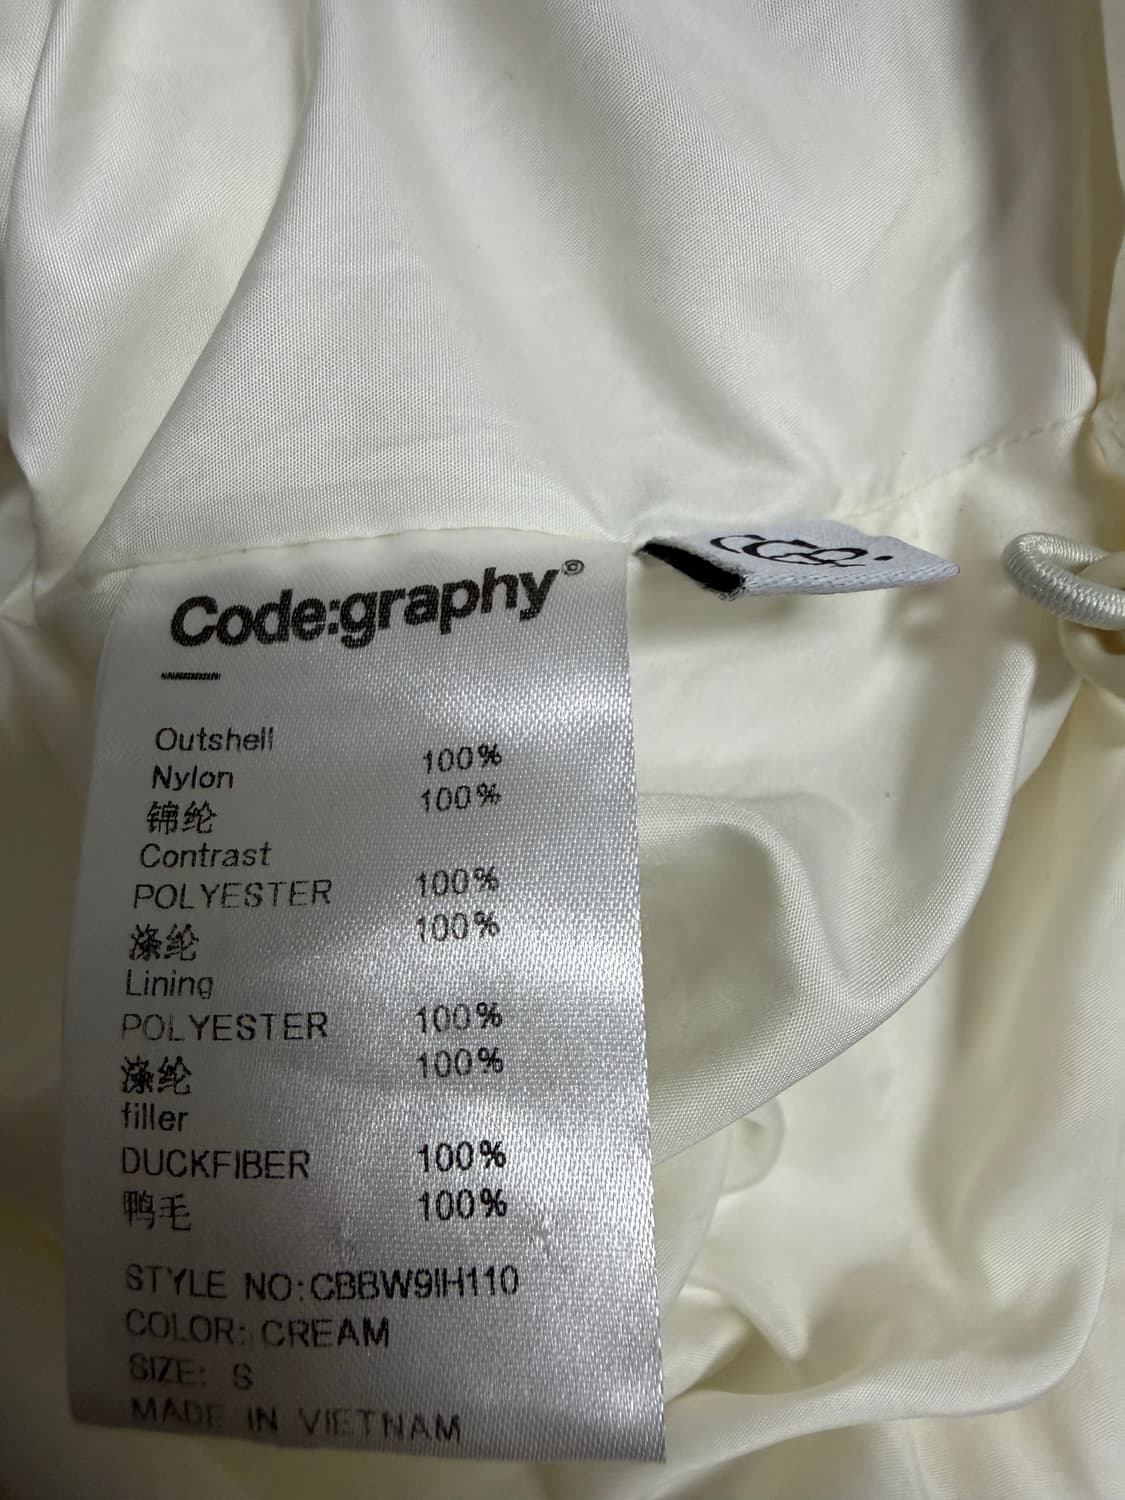 Code:graphy®
Outshell
Nylon 100%
锦纶 100%
Contrast
POLYESTER 100%
涤纶 100%
Lining
POLYESTER 100%
涤纶 100%
filler
DUCKFIBER 100%
鸭毛 100%
STYLE NO:CBBW9IH110
COLOR: CREAM
SIZE: S
MADE IN VIETNAM